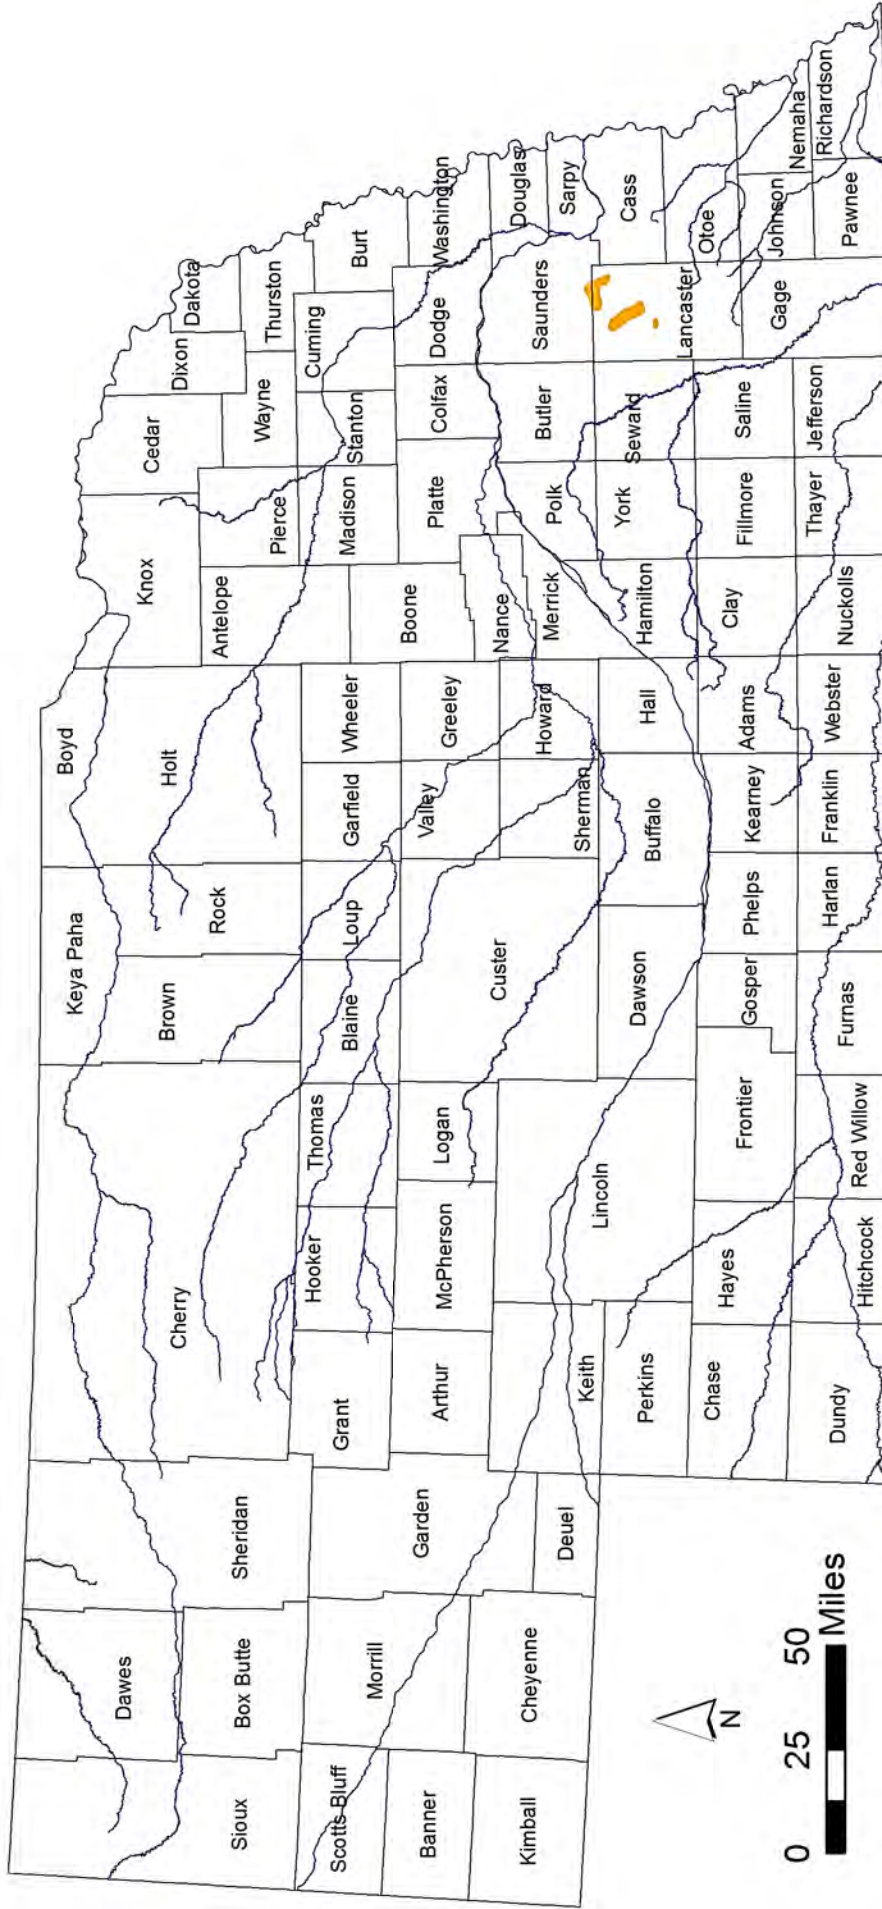 Sioux
Dawes
Box Butte
Sheridan
Scotts Bluff
Banner
Kimball
Morrill
Cheyenne
Garden
Deuel
Cherry
Grant
Hooker
Thomas
Arthur
McPherson
Logan
Keith
Perkins
Lincoln
Chase
Hayes
Frontier
Dundy
Hitchcock
Red Willow
Keya Paha
Brown
Rock
Blaine
Loup
Custer
Dawson
Gosper
Furnas
Boyd
Holt
Garfield
Wheeler
Valley
Greeley
Sherman
Howard
Buffalo
Hall
Phelps
Kearney
Adams
Harlan
Franklin
Webster
Knox
Antelope
Pierce
Madison
Boone
Platte
Nance
Merrick
Polk
Hamilton
York
Clay
Fillmore
Nuckolls
Thayer
Cedar
Dixon
Dakota
Wayne
Thurston
Stanton
Cuming
Burt
Colfax
Dodge
Washington
Butler
Saunders
Douglas
Sarpy
Seward
Lancaster
Cass
Otoe
Saline
Jefferson
Gage
Johnson
Nemaha
Pawnee
Richardson
N
0 25 50
Miles